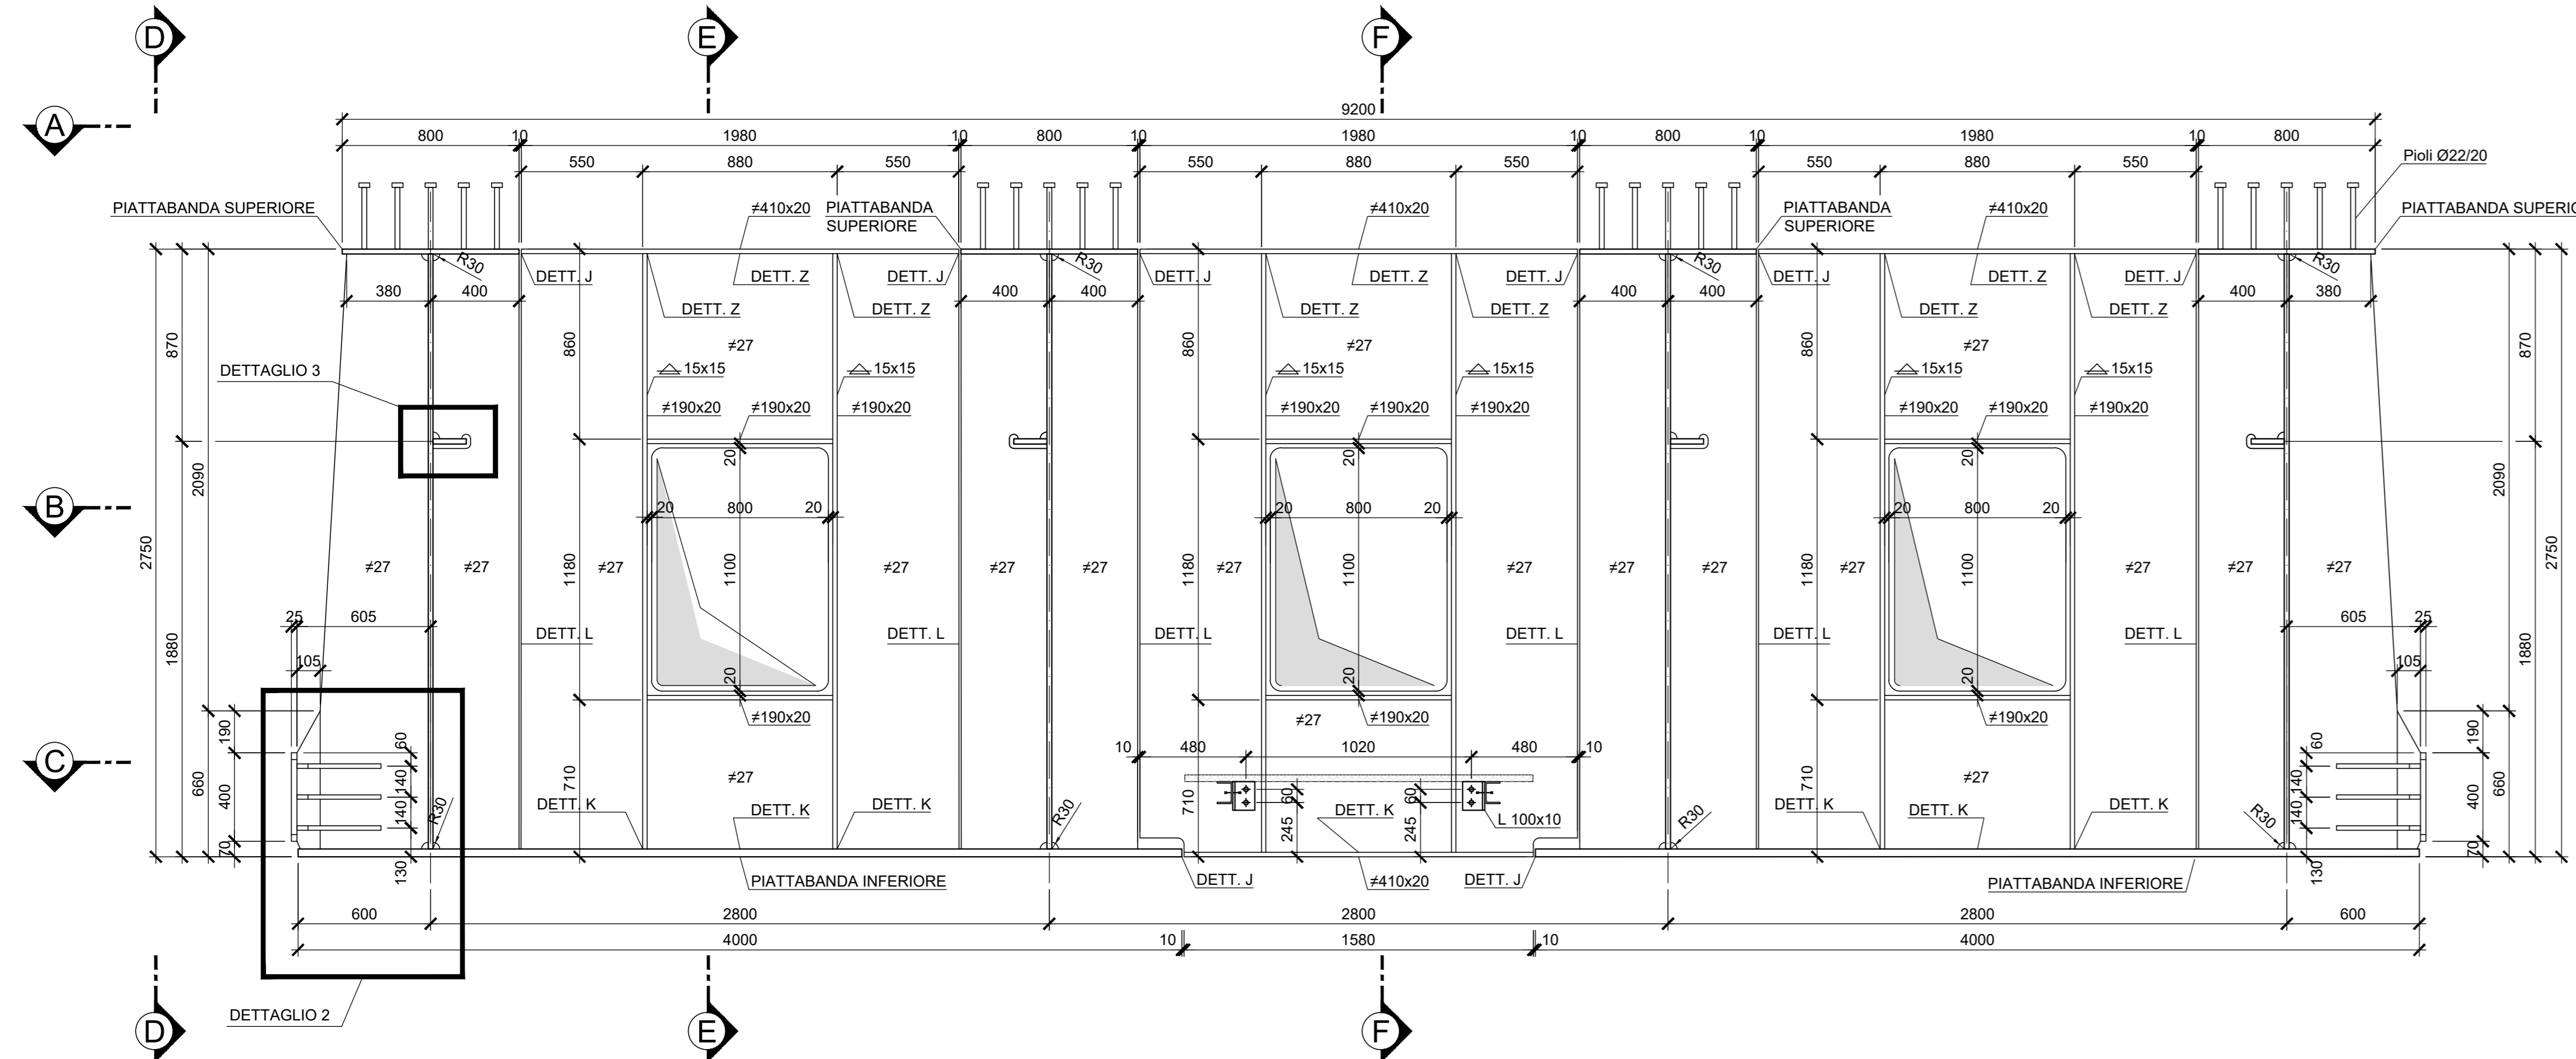 D E F
A
9200
800 10 1980 10 800 10 1980 10 800 10 1980 10 800
550 880 550 550 880 550 550 880 550
Pioli Ø22/20
PIATTABANDA SUPERIORE ≠410x20 PIATTABANDA ≠410x20 PIATTABANDA ≠410x20 PIATTABANDA SUPERIO
SUPERIORE SUPERIORE
R30 R30 R30 R30
DETT. J DETT. Z DETT. J DETT. J DETT. Z DETT. J DETT. J DETT. Z DETT. J
380 400 400 400 400 400 400 380
DETT. Z DETT. Z DETT. Z DETT. Z DETT. Z DETT. Z
870 860 ≠27 860 ≠27 860 ≠27 870
DETTAGLIO 3 15x15 15x15 15x15 15x15 15x15 15x15
≠190x20 ≠190x20 ≠190x20 ≠190x20 ≠190x20 ≠190x20 ≠190x20 ≠190x20 ≠190x20
20 20 20
2090 2090
B
20 800 20 20 800 20 20 800 20
2750 ≠27 ≠27 1180 ≠27 1100 ≠27 ≠27 ≠27 1180 ≠27 1100 ≠27 ≠27 ≠27 1180 ≠27 1100 ≠27 ≠27 ≠27 2750
25 605 605 25
1880 DETT. L DETT. L DETT. L DETT. L DETT. L DETT. L 1880
105 20 20 20 105
≠190x20 ≠27 ≠190x20 ≠190x20
190 60 60 190
C
10 480 1020 480 10
660 400 140 140 710 ≠27 710 710 ≠27 140 140 400 660
DETT. K DETT. K DETT. K 60 DETT. K 60 DETT. K DETT. K DETT. K
R30 R30 245 245 L 100x10 R30 R30
70 130 130 70
PIATTABANDA INFERIORE DETT. J ≠410x20 DETT. J PIATTABANDA INFERIORE
600 2800 2800 2800 600
4000 10 1580 10 4000
DETTAGLIO 2
D E F